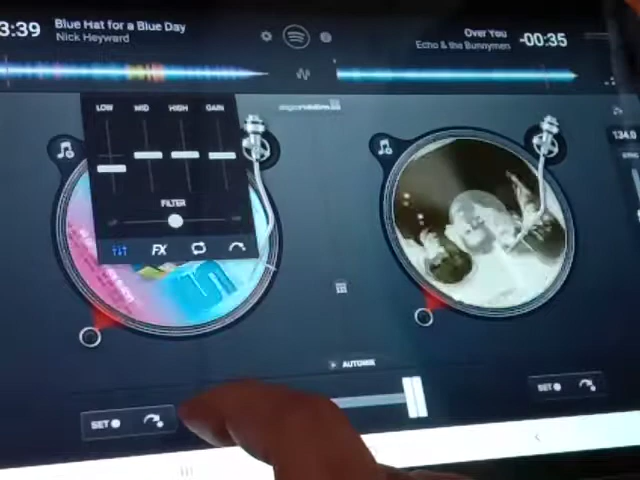 3:39
Blue Hat for a Blue Day
Nick Heyward
Over You
Echo & the Bunnymen
-00:35
LOW MID HIGH GAIN
134.0
FILTER
FX
AUTOMIX
SET
SET